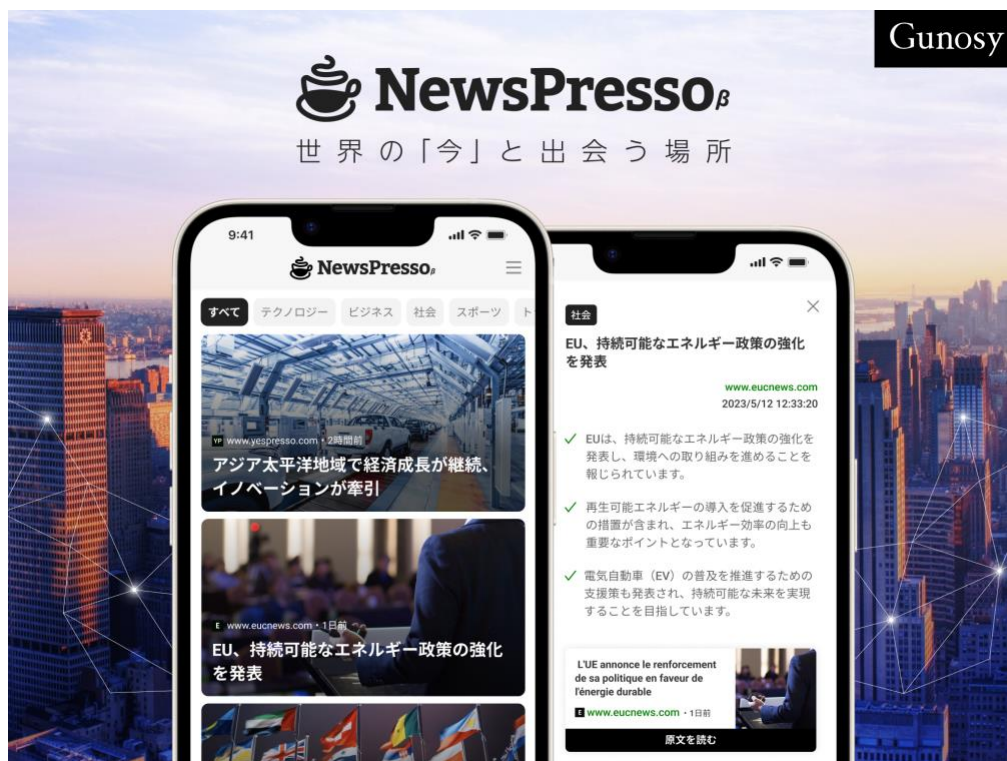 Gunosy
NewsPresso β
世界の「今」と出会う場所
9:41
NewsPresso β
すべて
テクノロジー
ビジネス
社会
スポーツ
ト
YP www.yespresso.com・2時間前
アジア太平洋地域で経済成長が継続、
イノベーションが牽引
E www.eucnews.com・1日前
EU、持続可能なエネルギー政策の強化
を発表
社会
EU、持続可能なエネルギー政策の強化
を発表
www.eucnews.com
2023/5/12 12:33:20
EUは、持続可能なエネルギー政策の強化を
発表し、環境への取り組みを進めることを
報じられています。
再生可能エネルギーの導入を促進するため
の措置が含まれ、エネルギー効率の向上も
重要なポイントとなっています。
電気自動車（EV）の普及を推進するための
支援策も発表され、持続可能な未来を実現
することを目指しています。
L'UE annonce le renforcement
de sa politique en faveur de
l'énergie durable
E www.eucnews.com・1日前
原文を読む